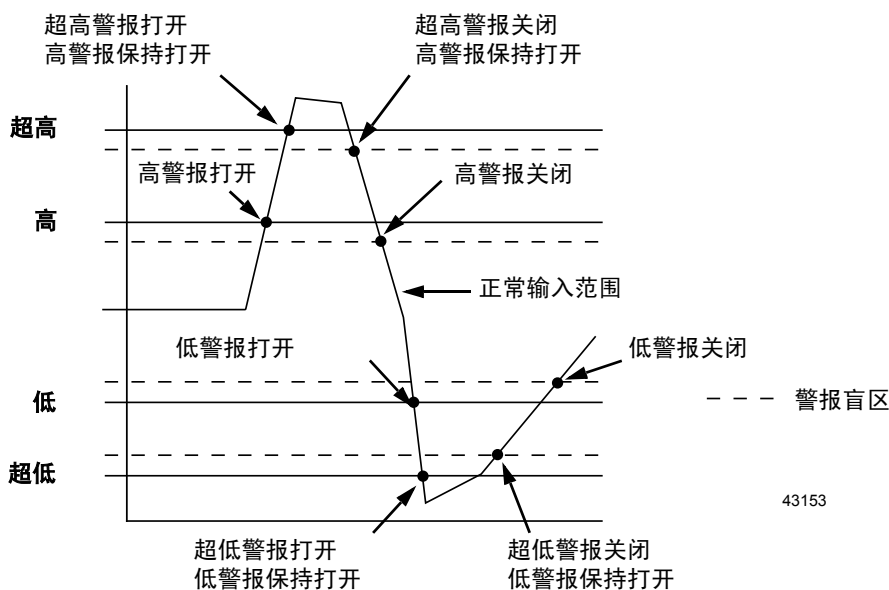 超高警报打开
高警报保持打开
超高警报关闭
高警报保持打开
超高
高警报打开
高警报关闭
高
正常输入范围
低警报打开
低警报关闭
低
警报盲区
超低
43153
超低警报打开
低警报保持打开
超低警报关闭
低警报保持打开